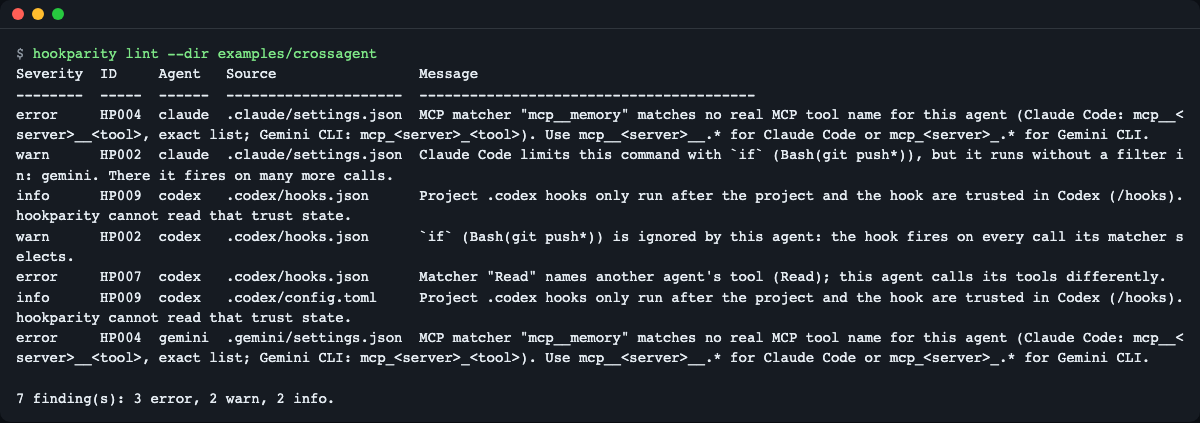 $ hookparity lint --dir examples/crossagent
Severity  ID     Agent   Source                 Message
--------  -----  ------  ---------------------  ----------------------------------------
error     HP004  claude  .claude/settings.json  MCP matcher "mcp__memory" matches no real MCP tool name for this agent (Claude Code: mcp__<
server>__<tool>, exact list; Gemini CLI: mcp_<server>_<tool>). Use mcp__<server>__.* for Claude Code or mcp_<server>_.* for Gemini CLI.
warn      HP002  claude  .claude/settings.json  Claude Code limits this command with `if` (Bash(git push*)), but it runs without a filter i
n: gemini. There it fires on many more calls.
info      HP009  codex   .codex/hooks.json      Project .codex hooks only run after the project and the hook are trusted in Codex (/hooks).
hookparity cannot read that trust state.
warn      HP002  codex   .codex/hooks.json      `if` (Bash(git push*)) is ignored by this agent: the hook fires on every call its matcher s
elects.
error     HP007  codex   .codex/hooks.json      Matcher "Read" names another agent's tool (Read); this agent calls its tools differently.
info      HP009  codex   .codex/config.toml     Project .codex hooks only run after the project and the hook are trusted in Codex (/hooks).
hookparity cannot read that trust state.
error     HP004  gemini  .gemini/settings.json  MCP matcher "mcp__memory" matches no real MCP tool name for this agent (Claude Code: mcp__<
server>__<tool>, exact list; Gemini CLI: mcp_<server>_<tool>). Use mcp__<server>__.* for Claude Code or mcp_<server>_.* for Gemini CLI.
7 finding(s): 3 error, 2 warn, 2 info.